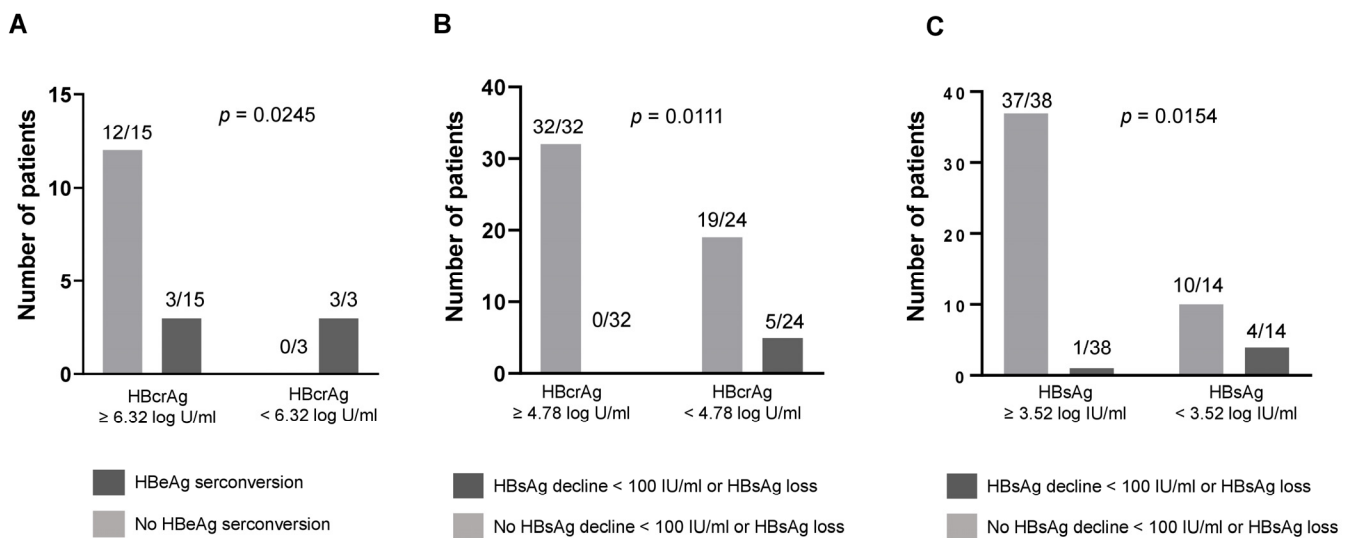 A
Number of patients
15
10
5
0
p = 0.0245
12/15
3/15
0/3
3/3
HBcrAg
≥ 6.32 log U/ml
HBcrAg
< 6.32 log U/ml
HBeAg serconversion
No HBeAg serconversion
B
Number of patients
40
30
20
10
0
p = 0.0111
32/32
0/32
19/24
5/24
HBcrAg
≥ 4.78 log U/ml
HBcrAg
< 4.78 log U/ml
HBsAg decline < 100 IU/ml or HBsAg loss
No HBsAg decline < 100 IU/ml or HBsAg loss
C
Number of patients
40
30
20
10
0
p = 0.0154
37/38
1/38
10/14
4/14
HBsAg
≥ 3.52 log IU/ml
HBsAg
< 3.52 log IU/ml
HBsAg decline < 100 IU/ml or HBsAg loss
No HBsAg decline < 100 IU/ml or HBsAg loss